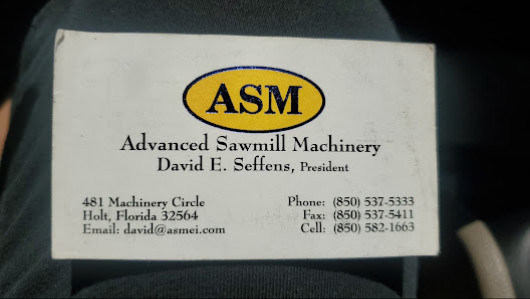 ASM
Advanced Sawmill Machinery
David E. Seffens, President
481 Machinery Circle
Holt, Florida 32564
Email: david@asmei.com
Phone: (850) 537-5333
Fax: (850) 537-5411
Cell: (850) 582-1663